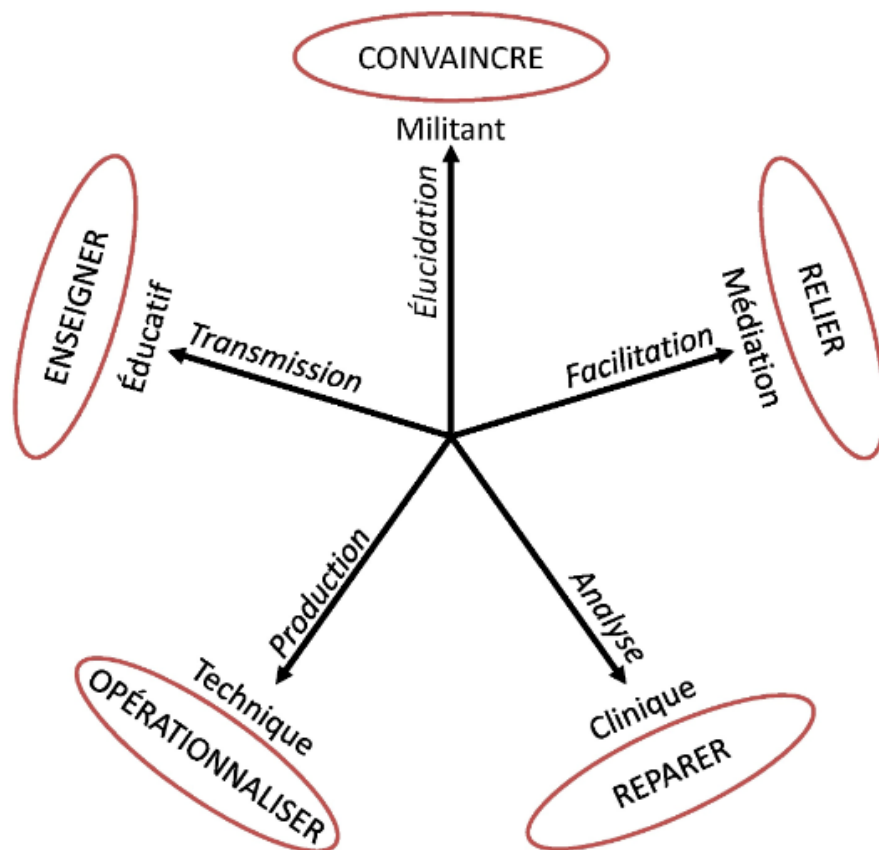 CONVAINCRE
Militant
Élucidation
ENSEIGNER
Éducatif
Transmission
Facilitation
Médiation
RELIER
Production
Technique
OPÉRATIONNALISER
Analyse
Clinique
REPARER